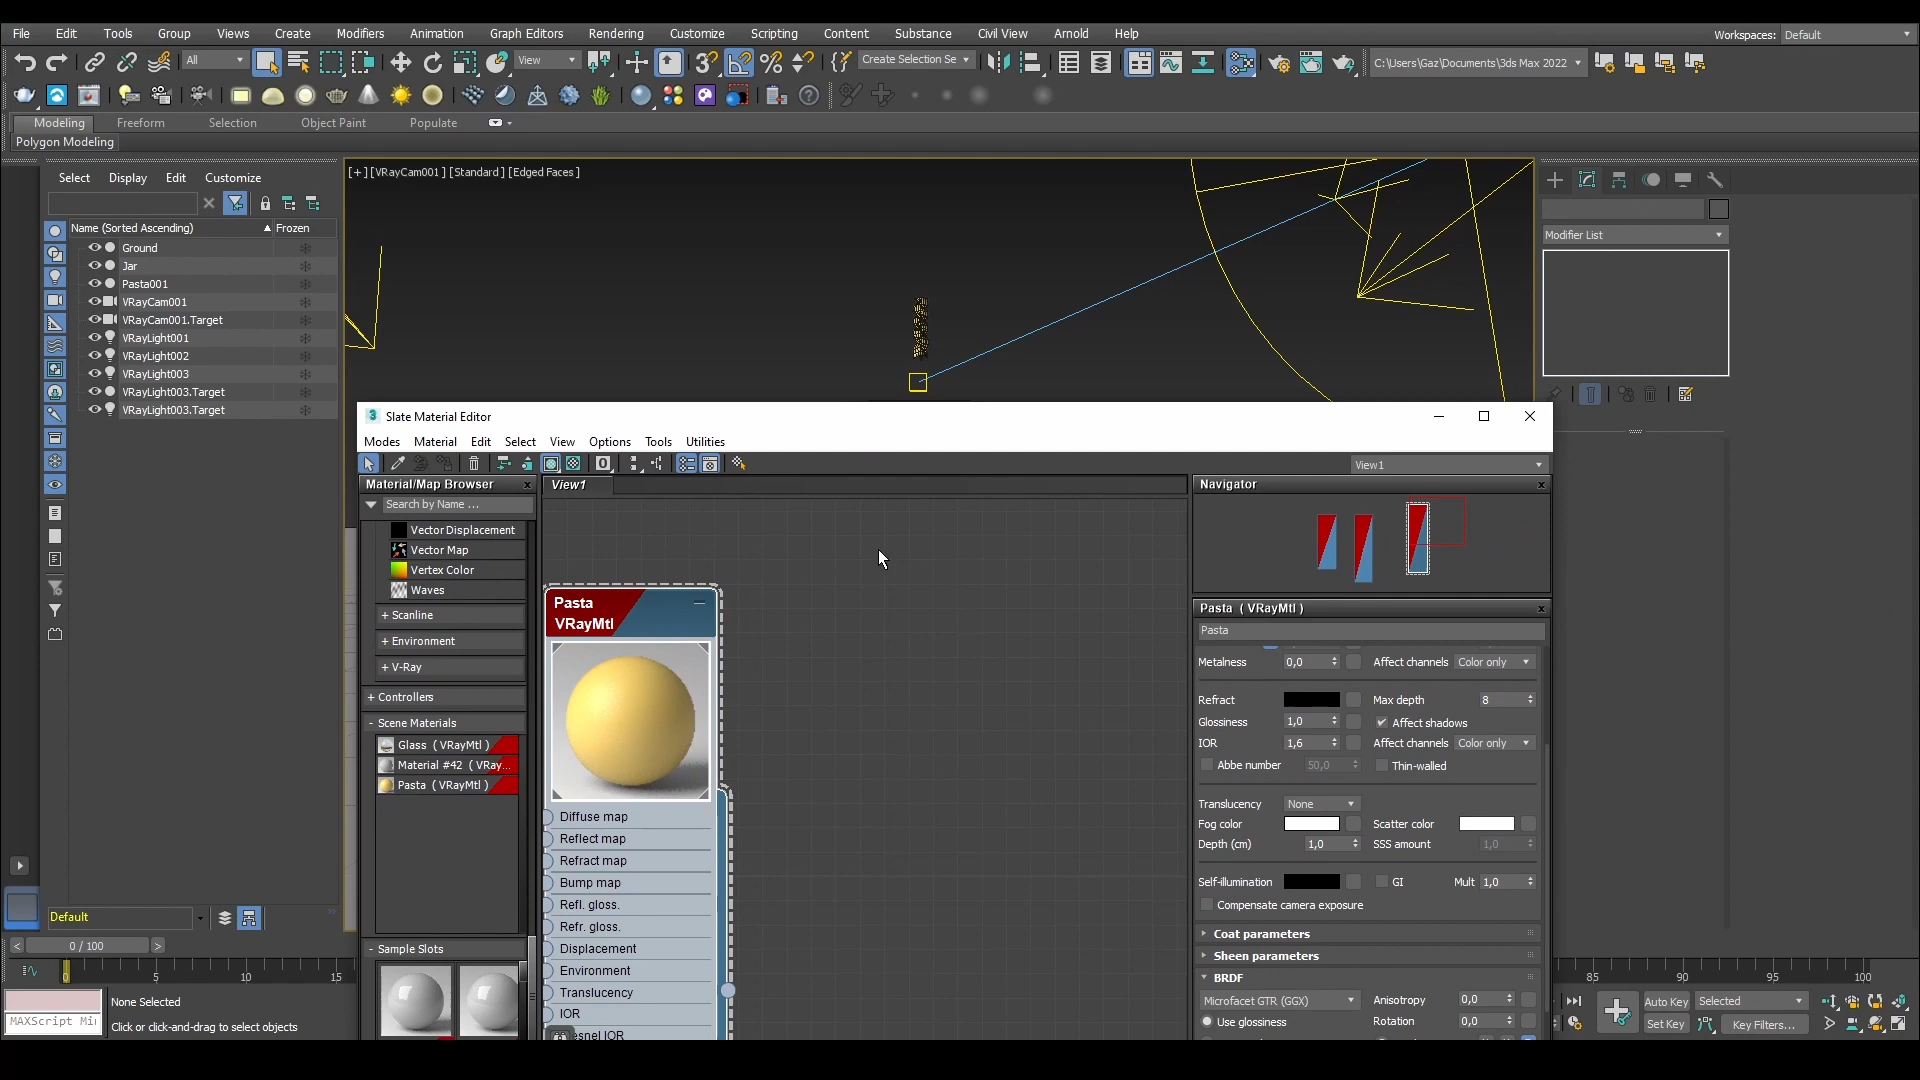 File Edit Tools Group Views Create Modifiers Animation Graph Editors Rendering Customize Scripting Content Substance Civil View Arnold Help
Workspaces: Default
All
View
Create Selection Se
C:\Users\Gaz\Documents\3ds Max 2022
Modeling Freeform Selection Object Paint Populate
Polygon Modeling
Select Display Edit Customize
Name (Sorted Ascending) Frozen
Ground
Jar
Pasta001
VRayCam001
VRayCam001.Target
VRayLight001
VRayLight002
VRayLight003
VRayLight003.Target
VRayLight003.Target
[+] [VRayCam001] [Standard] [Edged Faces]
Modifier List
3 Slate Material Editor
Modes Material Edit Select View Options Tools Utilities
View1
Material/Map Browser
Search by Name ...
Vector Displacement
Vector Map
Vertex Color
Waves
+ Scanline
+ Environment
+ V-Ray
+ Controllers
- Scene Materials
Glass ( VRayMtl )
Material #42 ( VRay...
Pasta ( VRayMtl )
- Sample Slots
View1
Pasta
VRayMtl
Diffuse map
Reflect map
Refract map
Bump map
Refl. gloss.
Refr. gloss.
Displacement
Environment
Translucency
IOR
Navigator
Pasta ( VRayMtl )
Pasta
Metalness 0,0 Affect channels Color only
Refract Max depth 8
Glossiness 1,0 Affect shadows
IOR 1,6 Affect channels Color only
Abbe number 50,0 Thin-walled
Translucency None
Fog color Scatter color
Depth (cm) 1,0 SSS amount 1,0
Self-illumination GI Mult 1,0
Compensate camera exposure
Coat parameters
Sheen parameters
BRDF
Microfacet GTR (GGX) Anisotropy 0,0
Use glossiness Rotation 0,0
Default
0 / 100
0 5 10 15
85 90 95 100
None Selected
MAXScript Mi
Click or click-and-drag to select objects
Auto Key Selected
Set Key Key Filters...